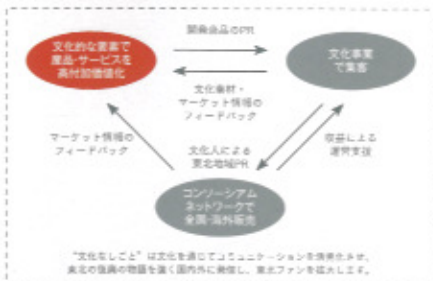 開発商品のPR
文化的な要素で
産品・サービスを
高付加価値化
文化事業
で集客
文化素材・
マーケット情報の
フィードバック
マーケット情報の
フィードバック
文化人による
東北地域PR
収益による
運営支援
コンソーシアム
ネットワークで
全国・海外販売
"文化なしごと"は文化を通じてコミュニケーションを活性化させ、
東北の復興の物語を強く国内外に発信し、東北ファンを拡大します。